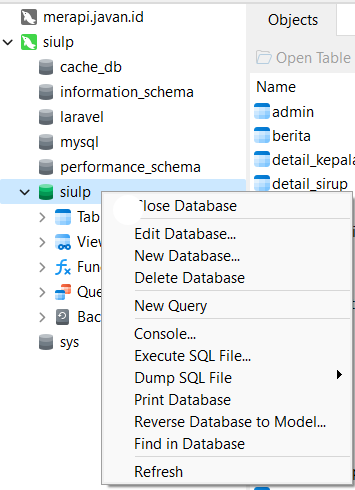 merapi.javan.id
siulp
cache_db
information_schema
laravel
mysql
performance_schema
siulp
Tab
View
Fun
Que
Bac
sys
Close Database
Edit Database...
New Database...
Delete Database
New Query
Console...
Execute SQL File...
Dump SQL File
Print Database
Reverse Database to Model...
Find in Database
Refresh
Objects
Open Table
Name
admin
berita
detail_kepala
detail_sirup